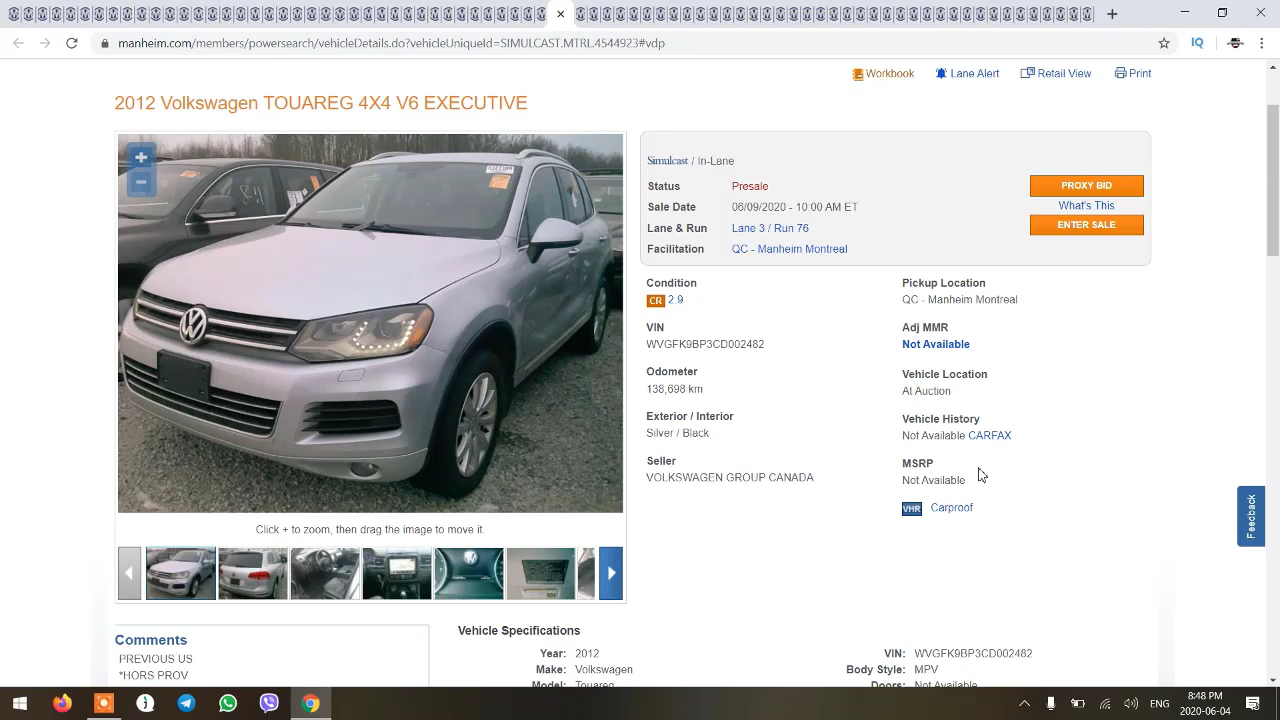 manheim.com/members/powersearch/vehicleDetails.do?vehicleUniqueId=SIMULCAST.MTRL.4544923#vdp
Workbook Lane Alert Retail View Print
2012 Volkswagen TOUAREG 4X4 V6 EXECUTIVE
Simulcast / In-Lane
Status Presale
PROXY BID
Sale Date 06/09/2020 - 10:00 AM ET
What's This
Lane & Run Lane 3 / Run 76
ENTER SALE
Facilitation QC - Manheim Montreal
Condition
CR 2.9
VIN
WVGFK9BP3CD002482
Odometer
138,698 km
Exterior / Interior
Silver / Black
Seller
VOLKSWAGEN GROUP CANADA
Pickup Location
QC - Manheim Montreal
Adj MMR
Not Available
Vehicle Location
At Auction
Vehicle History
Not Available CARFAX
MSRP
Not Available
VHR Carproof
Feedback
Click + to zoom, then drag the image to move it.
Comments
PREVIOUS US
*HORS PROV
Vehicle Specifications
Year: 2012
Make: Volkswagen
Model: Touareg
VIN: WVGFK9BP3CD002482
Body Style: MPV
Doors: Not Available
ENG
8:48 PM
2020-06-04